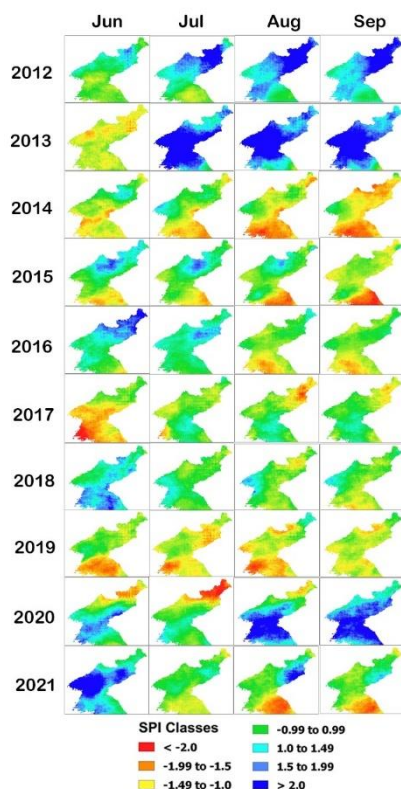 Jun Jul Aug Sep
2012
2013
2014
2015
2016
2017
2018
2019
2020
2021
SPI Classes
< -2.0
-1.99 to -1.5
-1.49 to -1.0
-0.99 to 0.99
1.0 to 1.49
1.5 to 1.99
> 2.0